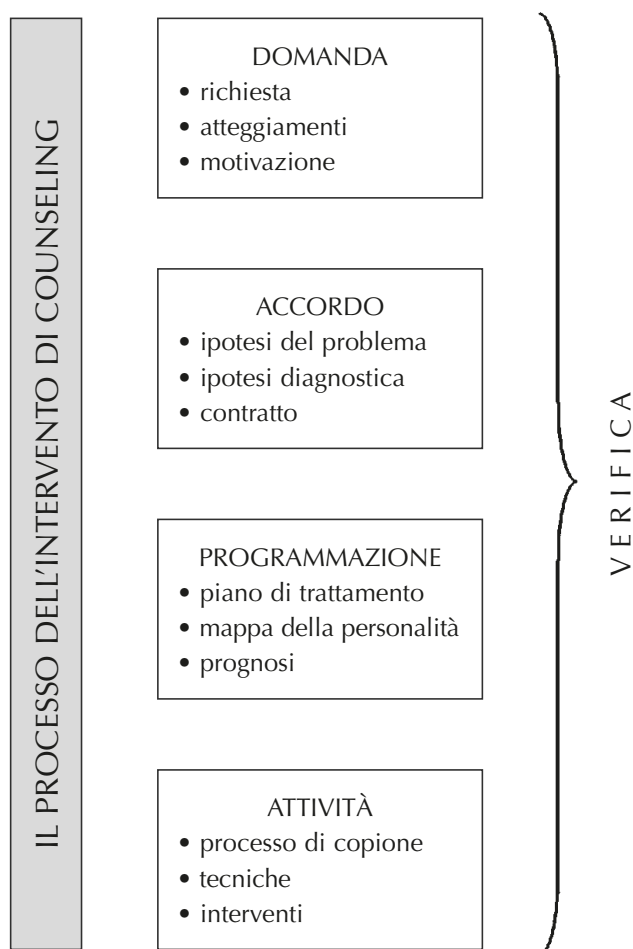 IL PROCESSO DELL'INTERVENTO DI COUNSELING
DOMANDA
• richiesta
• atteggiamenti
• motivazione
ACCORDO
• ipotesi del problema
• ipotesi diagnostica
• contratto
PROGRAMMAZIONE
• piano di trattamento
• mappa della personalità
• prognosi
ATTIVITÀ
• processo di copione
• tecniche
• interventi
VERIFICA